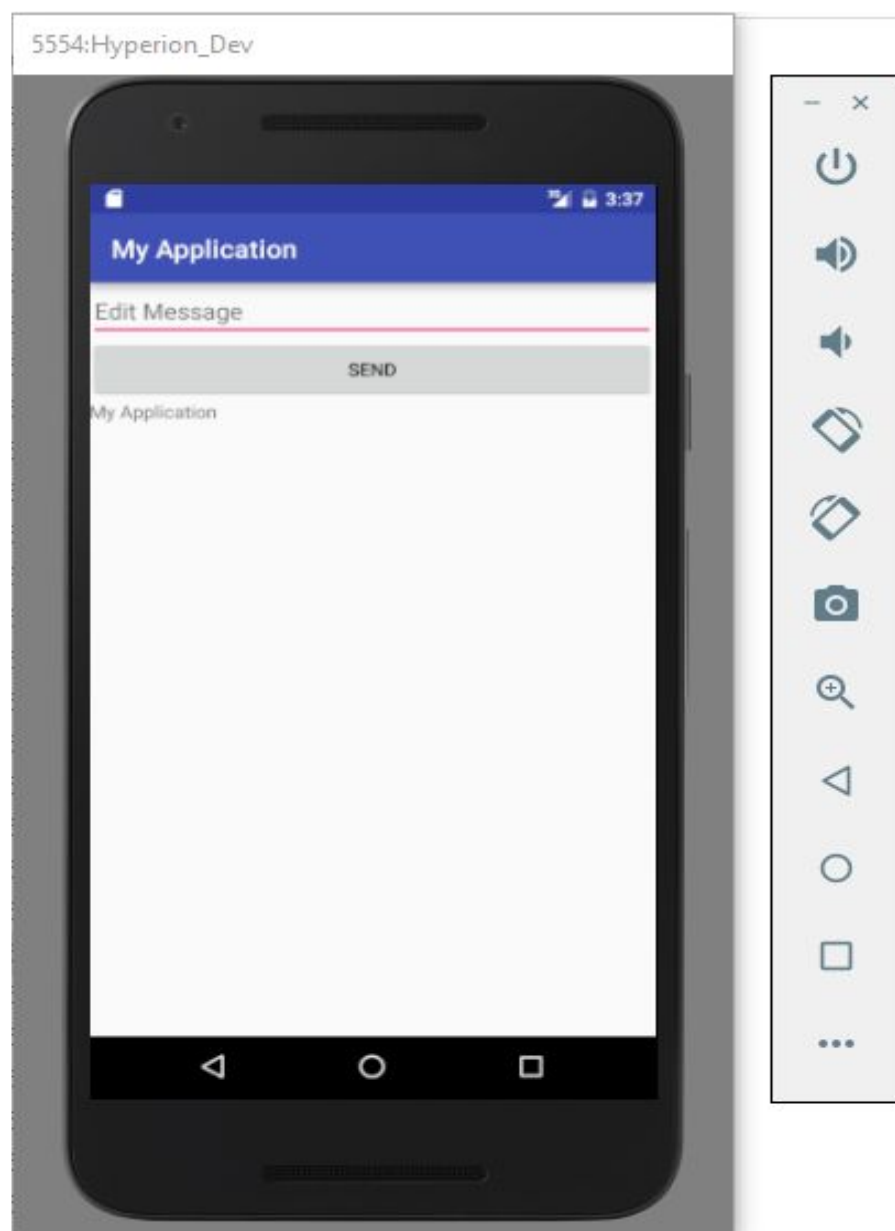 5554:Hyperion_Dev
3:37
My Application
Edit Message
SEND
My Application